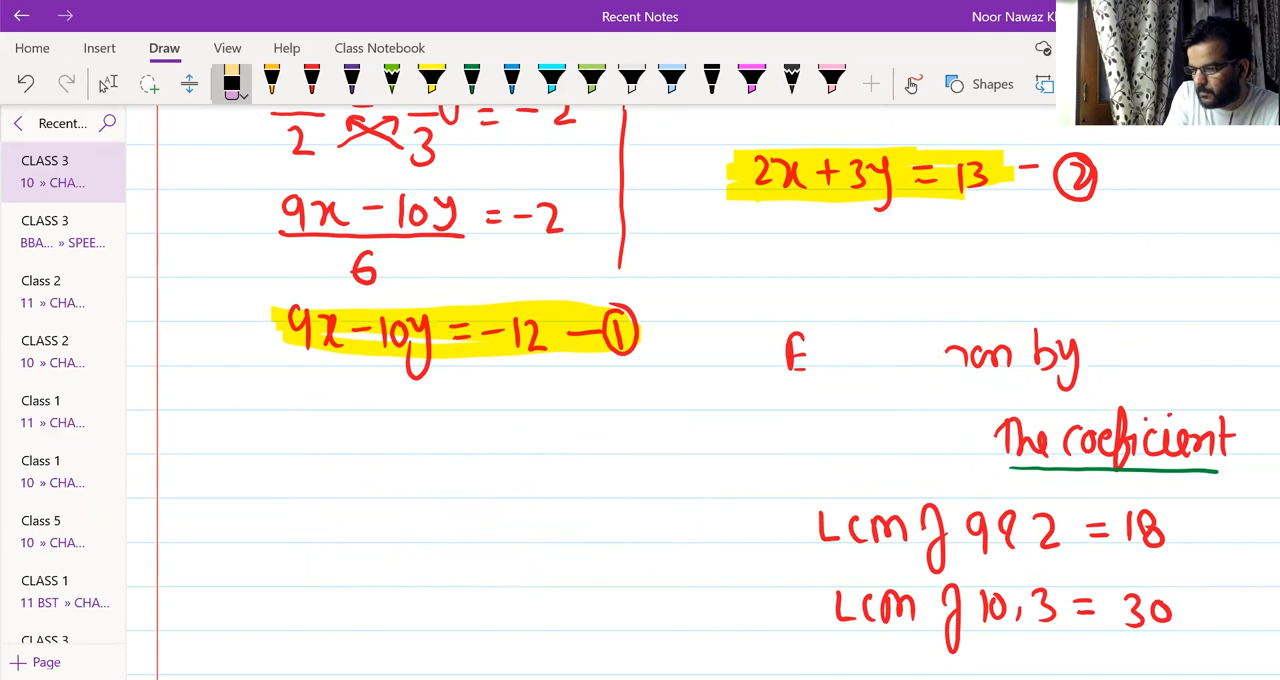 Recent Notes
Noor Nawaz Kh
Home Insert Draw View Help Class Notebook
Shapes
Recent...
CLASS 3
10 » CHA...
CLASS 3
BBA... » SPEE...
Class 2
11 » CHA...
CLASS 2
10 » CHA...
Class 1
11 » CHA...
Class 1
10 » CHA...
Class 5
10 » CHA...
CLASS 1
11 BST » CHA...
CLASS 3
+ Page
2 3 = -2
9x - 10y = -2
6
9x - 10y = -12 - ①
2x + 3y = 13 - ②
E by
The coeficient
Lcm of 9 & 2 = 18
Lcm of 10, 3 = 30